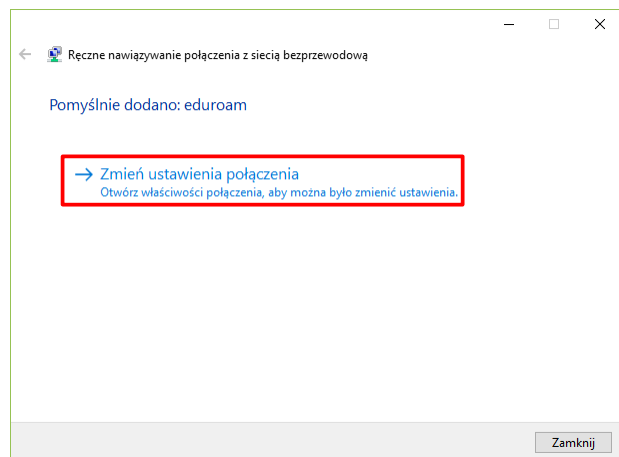 Ręczne nawiązywanie połączenia z siecią bezprzewodową
Pomyślnie dodano: eduroam
Zmień ustawienia połączenia
Otwórz właściwości połączenia, aby można było zmienić ustawienia.
Zamknij